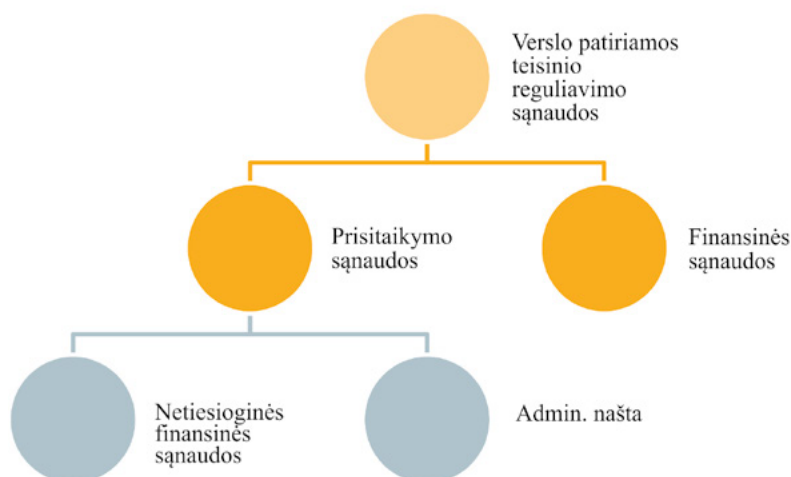 Verslo patiriamos
teisinio
reguliavimo
sąnaudos
Prisitaikymo
sąnaudos
Finansinės
sąnaudos
Netiesioginės
finansinės
sąnaudos
Admin. našta